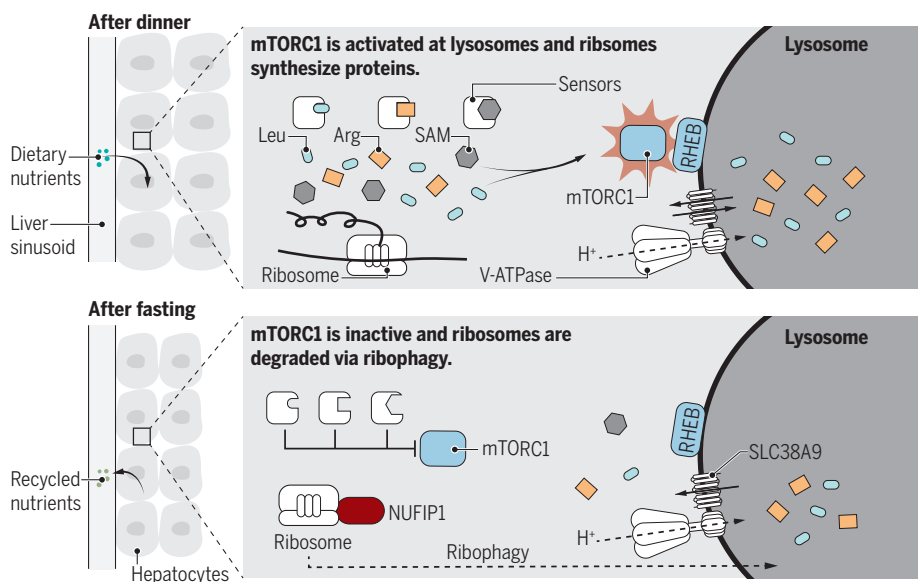 After dinner
mTORC1 is activated at lysosomes and ribsomes
synthesize proteins.
Lysosome
Sensors
Leu
Arg
SAM
RHEB
Dietary
nutrients
mTORC1
Liver
sinusoid
H+
Ribosome
V-ATPase
After fasting
mTORC1 is inactive and ribosomes are
degraded via ribophagy.
Lysosome
RHEB
mTORC1
SLC38A9
Recycled
nutrients
NUFIP1
Ribosome
Ribophagy
H+
Hepatocytes